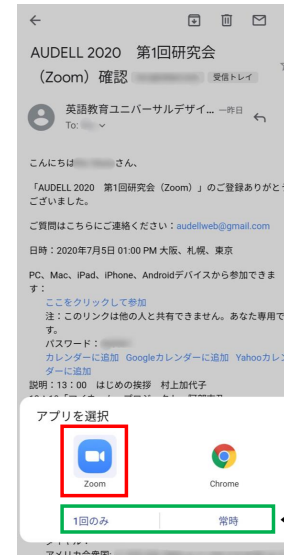 AUDELL 2020　第1回研究会
（Zoom）確認
受信トレイ
英語教育ユニバーサルデザイ... 一昨日
To:
こんにちは　さん、
「AUDELL 2020　第1回研究会（Zoom）」のご登録ありがとう
ございました。
ご質問はこちらにご連絡ください：audellweb@gmail.com
日時：2020年7月5日 01:00 PM 大阪、札幌、東京
PC、Mac、iPad、iPhone、Androidデバイスから参加できま
す：
ここをクリックして参加
注：このリンクは他の人と共有できません。あなた専用で
す。
パスワード：
カレンダーに追加 Googleカレンダーに追加 Yahooカレン
ダーに追加
説明：13：00　はじめの挨拶　村上加代子
アプリを選択
Zoom
Chrome
1回のみ
常時
アメリカ合衆国: